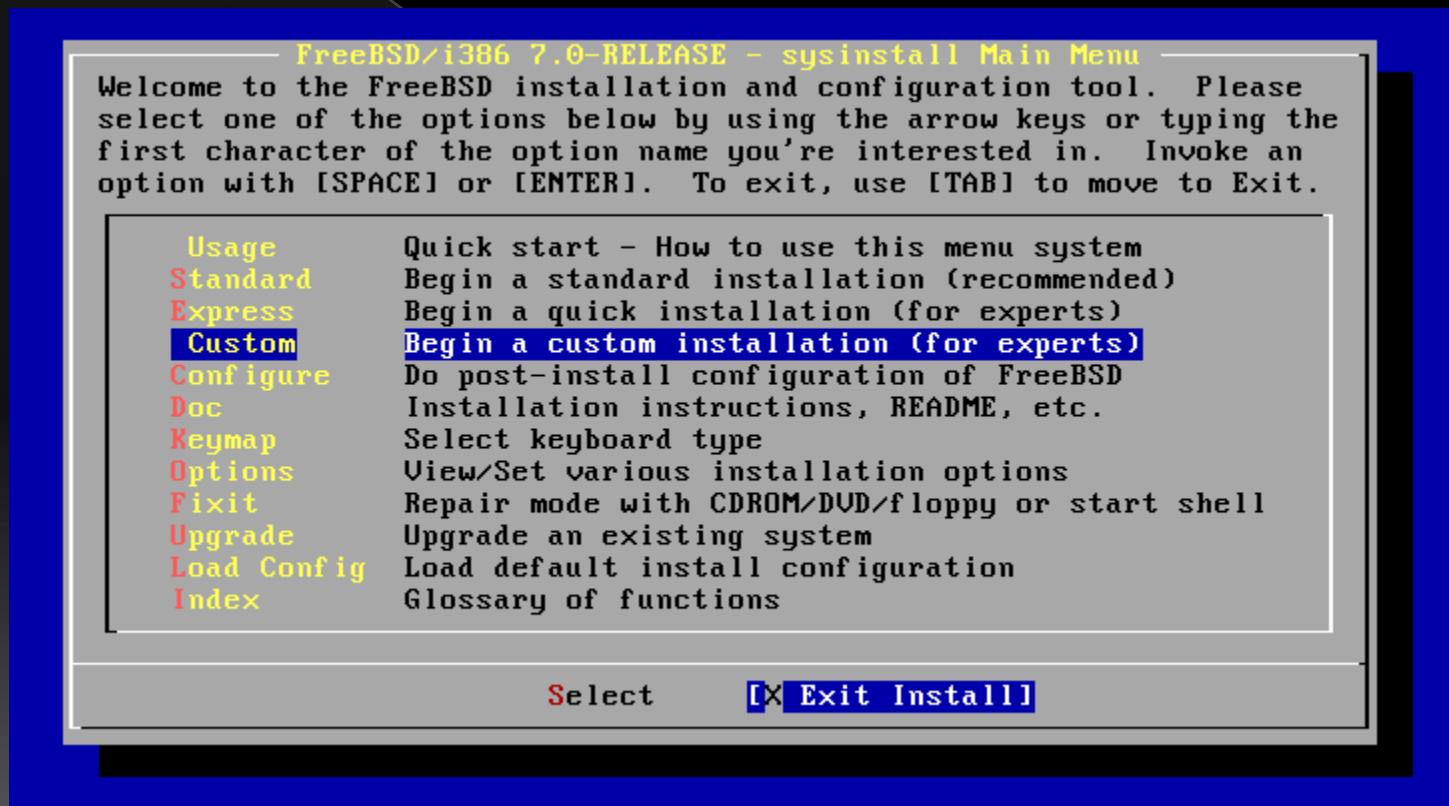 FreeBSD/i386 7.0-RELEASE - sysinstall Main Menu
Welcome to the FreeBSD installation and configuration tool.  Please
select one of the options below by using the arrow keys or typing the
first character of the option name you're interested in.  Invoke an
option with [SPACE] or [ENTER].  To exit, use [TAB] to move to Exit.
Usage Quick start - How to use this menu system
Standard Begin a standard installation (recommended)
Express Begin a quick installation (for experts)
Custom Begin a custom installation (for experts)
Configure Do post-install configuration of FreeBSD
Doc Installation instructions, README, etc.
Keymap Select keyboard type
Options View/Set various installation options
Fixit Repair mode with CDROM/DVD/floppy or start shell
Upgrade Upgrade an existing system
Load Config Load default install configuration
Index Glossary of functions
Select [X Exit Install]